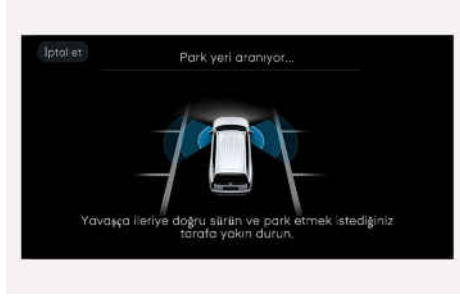 İptal et
Park yeri aranıyor...
Yavaşça ileriye doğru sürün ve park etmek istediğiniz
tarafa yakın durun.